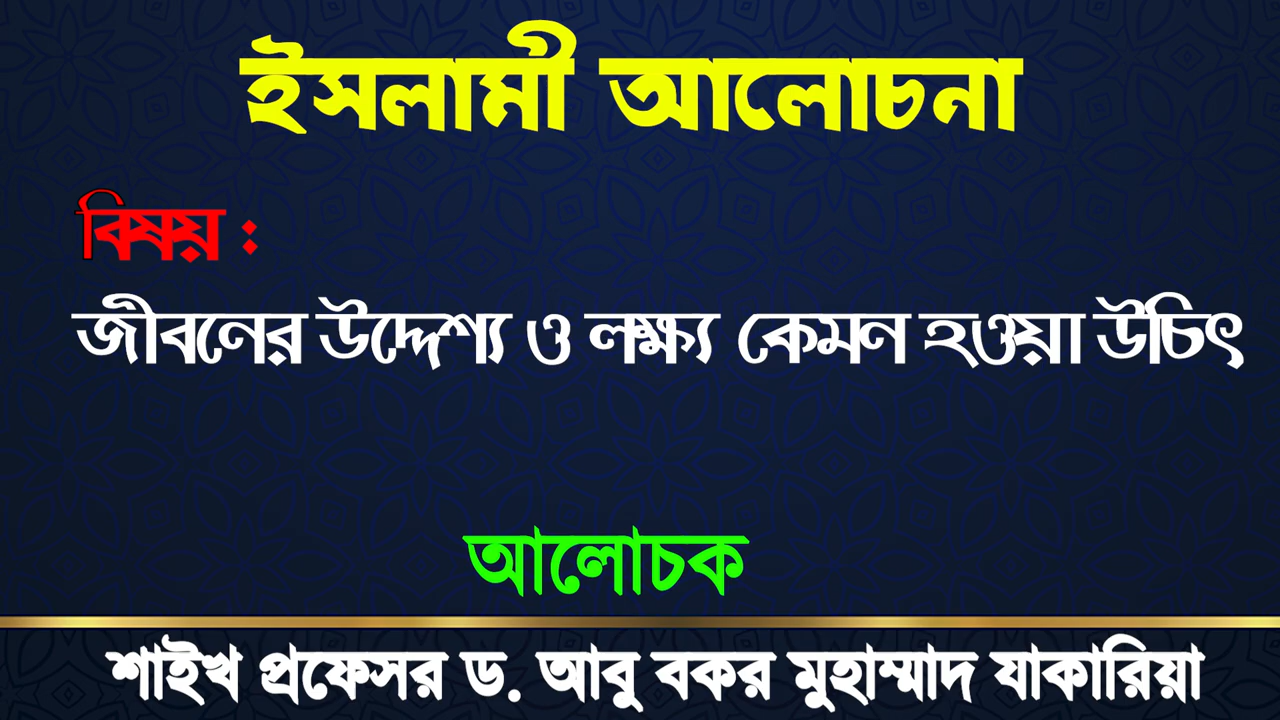 ইসলামী আলোচনা
বিষয় :
জীবনের উদ্দেশ্য ও লক্ষ্য কেমন হওয়া উচিৎ
আলোচক
শাইখ প্রফেসর ড. আবু বকর মুহাম্মাদ যাকারিয়া